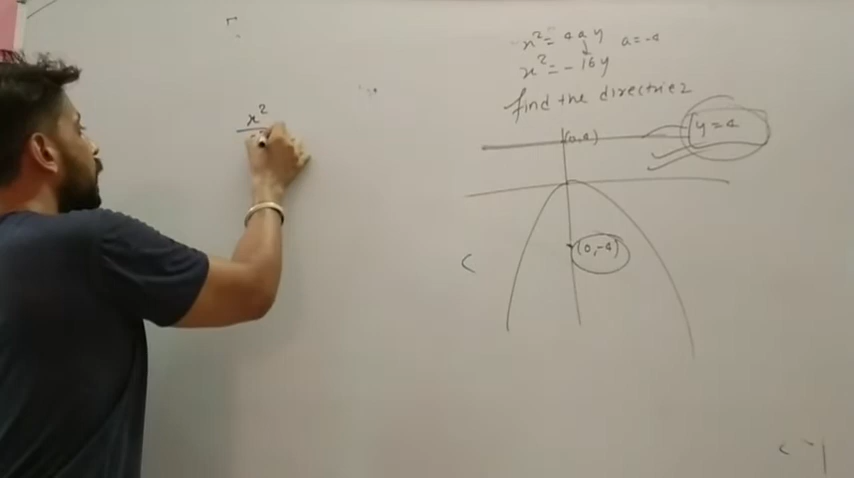 x²
x² = 4ay a=-4
x² = -16y
find the directrix
y=4
(0,4)
(0,-4)